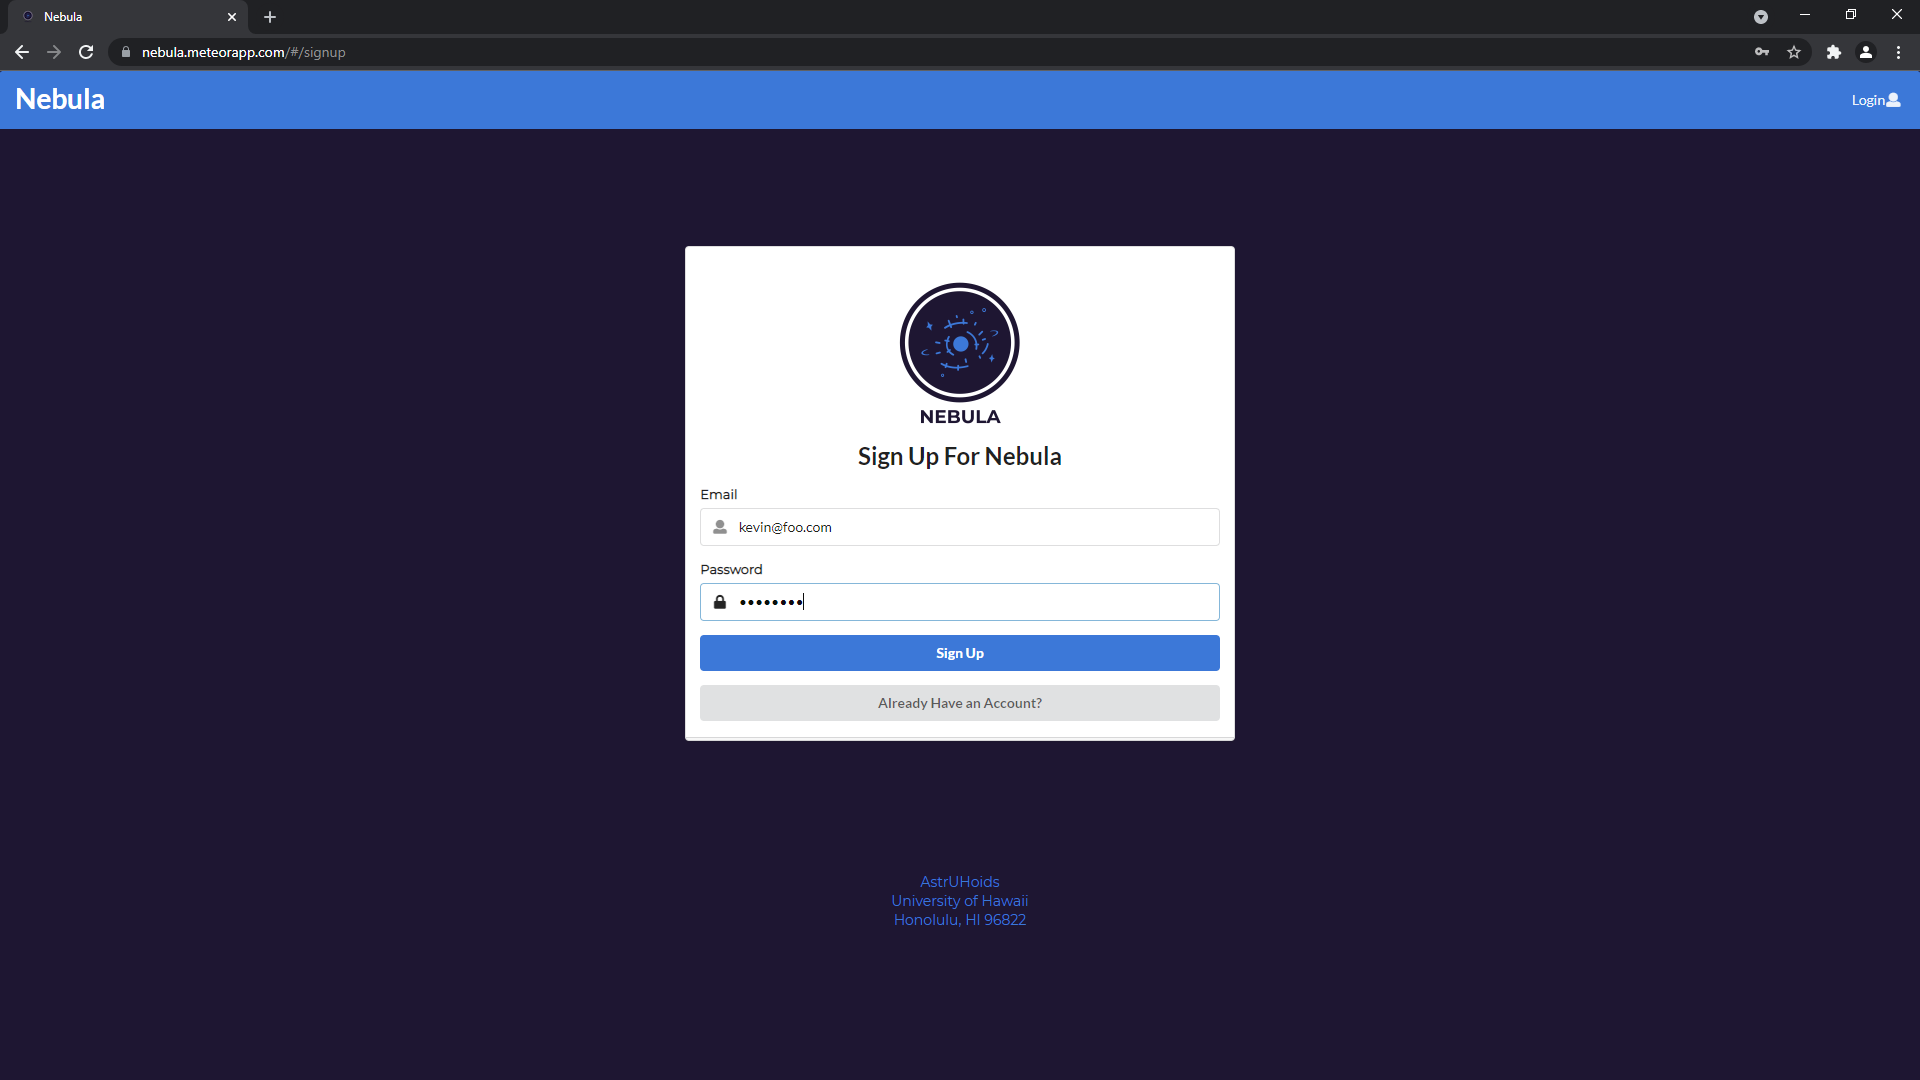 Nebula
nebula.meteorapp.com/#/signup
Nebula
Login
NEBULA
Sign Up For Nebula
Email
kevin@foo.com
Password
••••••••
Sign Up
Already Have an Account?
AstrUHoids
University of Hawaii
Honolulu, HI 96822